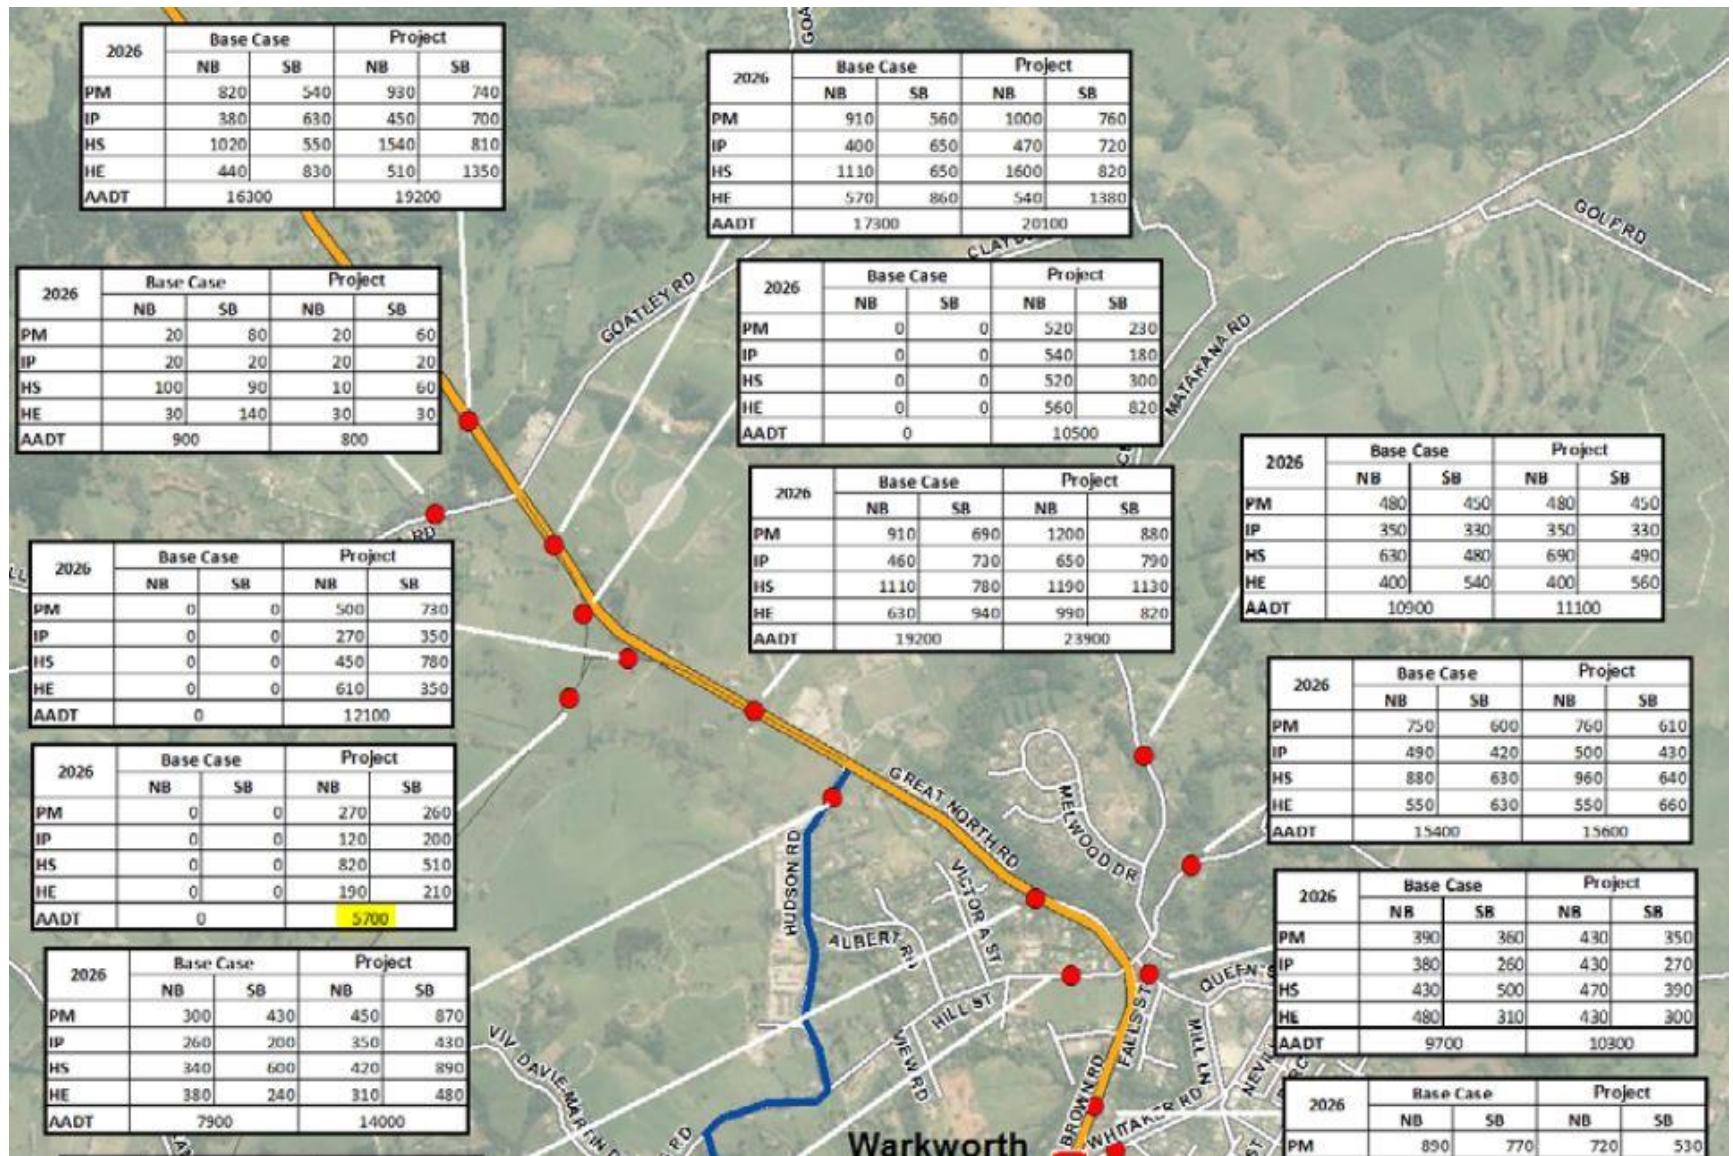 2026 Base Case Project
NB SB NB SB
PM 820 540 930 740
IP 380 630 450 700
HS 1020 550 1540 810
HE 440 830 510 1350
AADT 16300 19200
2026 Base Case Project
NB SB NB SB
PM 910 560 1000 760
IP 400 650 470 720
HS 1110 650 1600 820
HE 570 860 540 1380
AADT 17300 20100
2026 Base Case Project
NB SB NB SB
PM 20 80 20 60
IP 20 20 20 20
HS 100 90 10 60
HE 30 140 30 30
AADT 900 800
2026 Base Case Project
NB SB NB SB
PM 0 0 520 230
IP 0 0 540 180
HS 0 0 520 300
HE 0 0 560 820
AADT 0 10500
2026 Base Case Project
NB SB NB SB
PM 910 690 1200 880
IP 460 730 650 790
HS 1110 780 1190 1130
HE 630 940 990 820
AADT 19200 23900
2026 Base Case Project
NB SB NB SB
PM 480 450 480 450
IP 350 330 350 330
HS 630 480 690 490
HE 400 540 400 560
AADT 10900 11100
2026 Base Case Project
NB SB NB SB
PM 0 0 500 730
IP 0 0 270 350
HS 0 0 450 780
HE 0 0 610 350
AADT 0 12100
2026 Base Case Project
NB SB NB SB
PM 750 600 760 610
IP 490 420 500 430
HS 880 630 960 640
HE 550 630 550 660
AADT 15400 15600
2026 Base Case Project
NB SB NB SB
PM 0 0 270 260
IP 0 0 120 200
HS 0 0 820 510
HE 0 0 190 210
AADT 0 5700
2026 Base Case Project
NB SB NB SB
PM 390 360 430 350
IP 380 260 430 270
HS 430 500 470 390
HE 480 310 430 300
AADT 9700 10300
2026 Base Case Project
NB SB NB SB
PM 300 430 450 870
IP 260 200 350 430
HS 340 600 420 890
HE 380 240 310 480
AADT 7900 14000
2026 Base Case Project
NB SB NB SB
PM 890 770 720 530
GOLF RD
GOATLEY RD
MATAKANA RD
RD
GREAT NORTH RD
MELWOOD DR
HUDSON RD
ALBERT RD
HILL ST
VIEW RD
FALLS ST
MILL LN
BROWN RD
WHITAKER RD
RD
ST
Warkworth